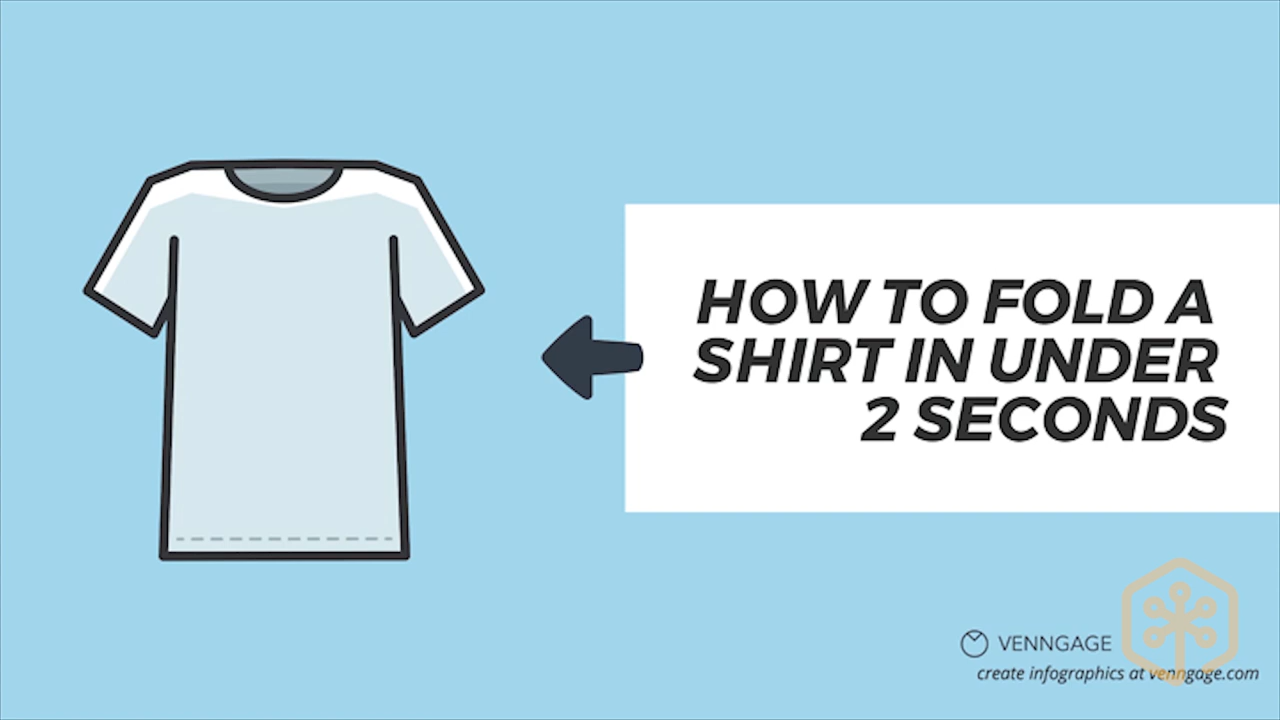 HOW TO FOLD A
SHIRT IN UNDER
2 SECONDS
VENNGAGE
create infographics at venngage.com